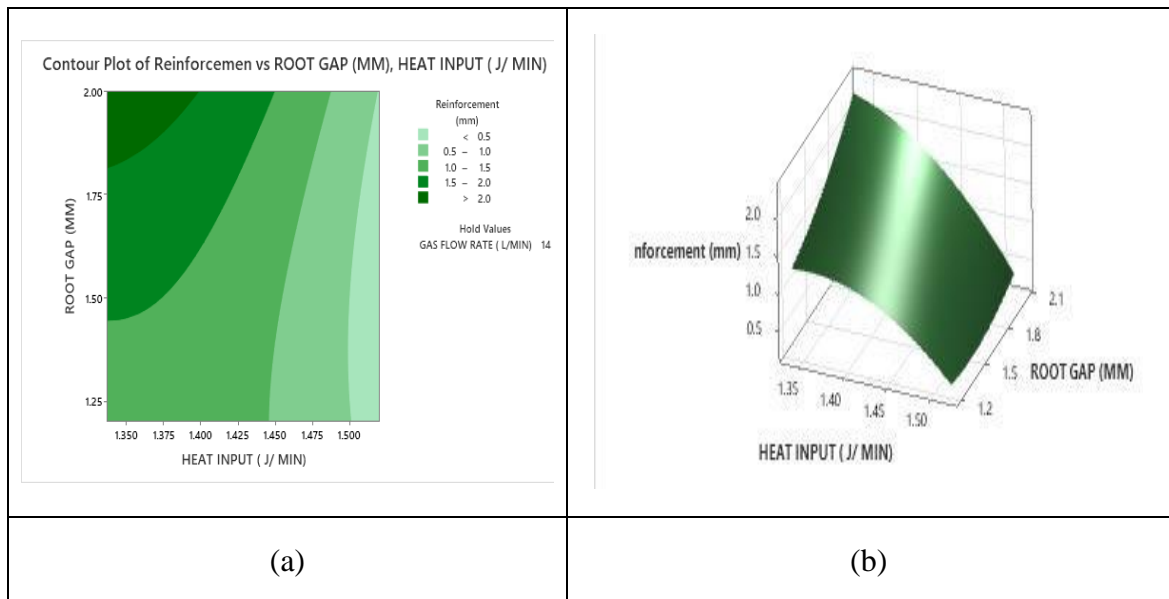 Contour Plot of Reinforcemen vs ROOT GAP (MM), HEAT INPUT ( J/ MIN)
2.00
1.75
1.50
1.25
ROOT GAP (MM)
1.350 1.375 1.400 1.425 1.450 1.475 1.500
HEAT INPUT ( J/ MIN)
Reinforcement
(mm)
< 0.5
0.5 – 1.0
1.0 – 1.5
1.5 – 2.0
> 2.0
Hold Values
GAS FLOW RATE ( L/MIN) 14
2.0
nforcement (mm) 1.5
1.0
0.5
1.35 1.40 1.45 1.50
HEAT INPUT ( J/ MIN)
2.1
1.8
1.5 ROOT GAP (MM)
1.2
(a)
(b)